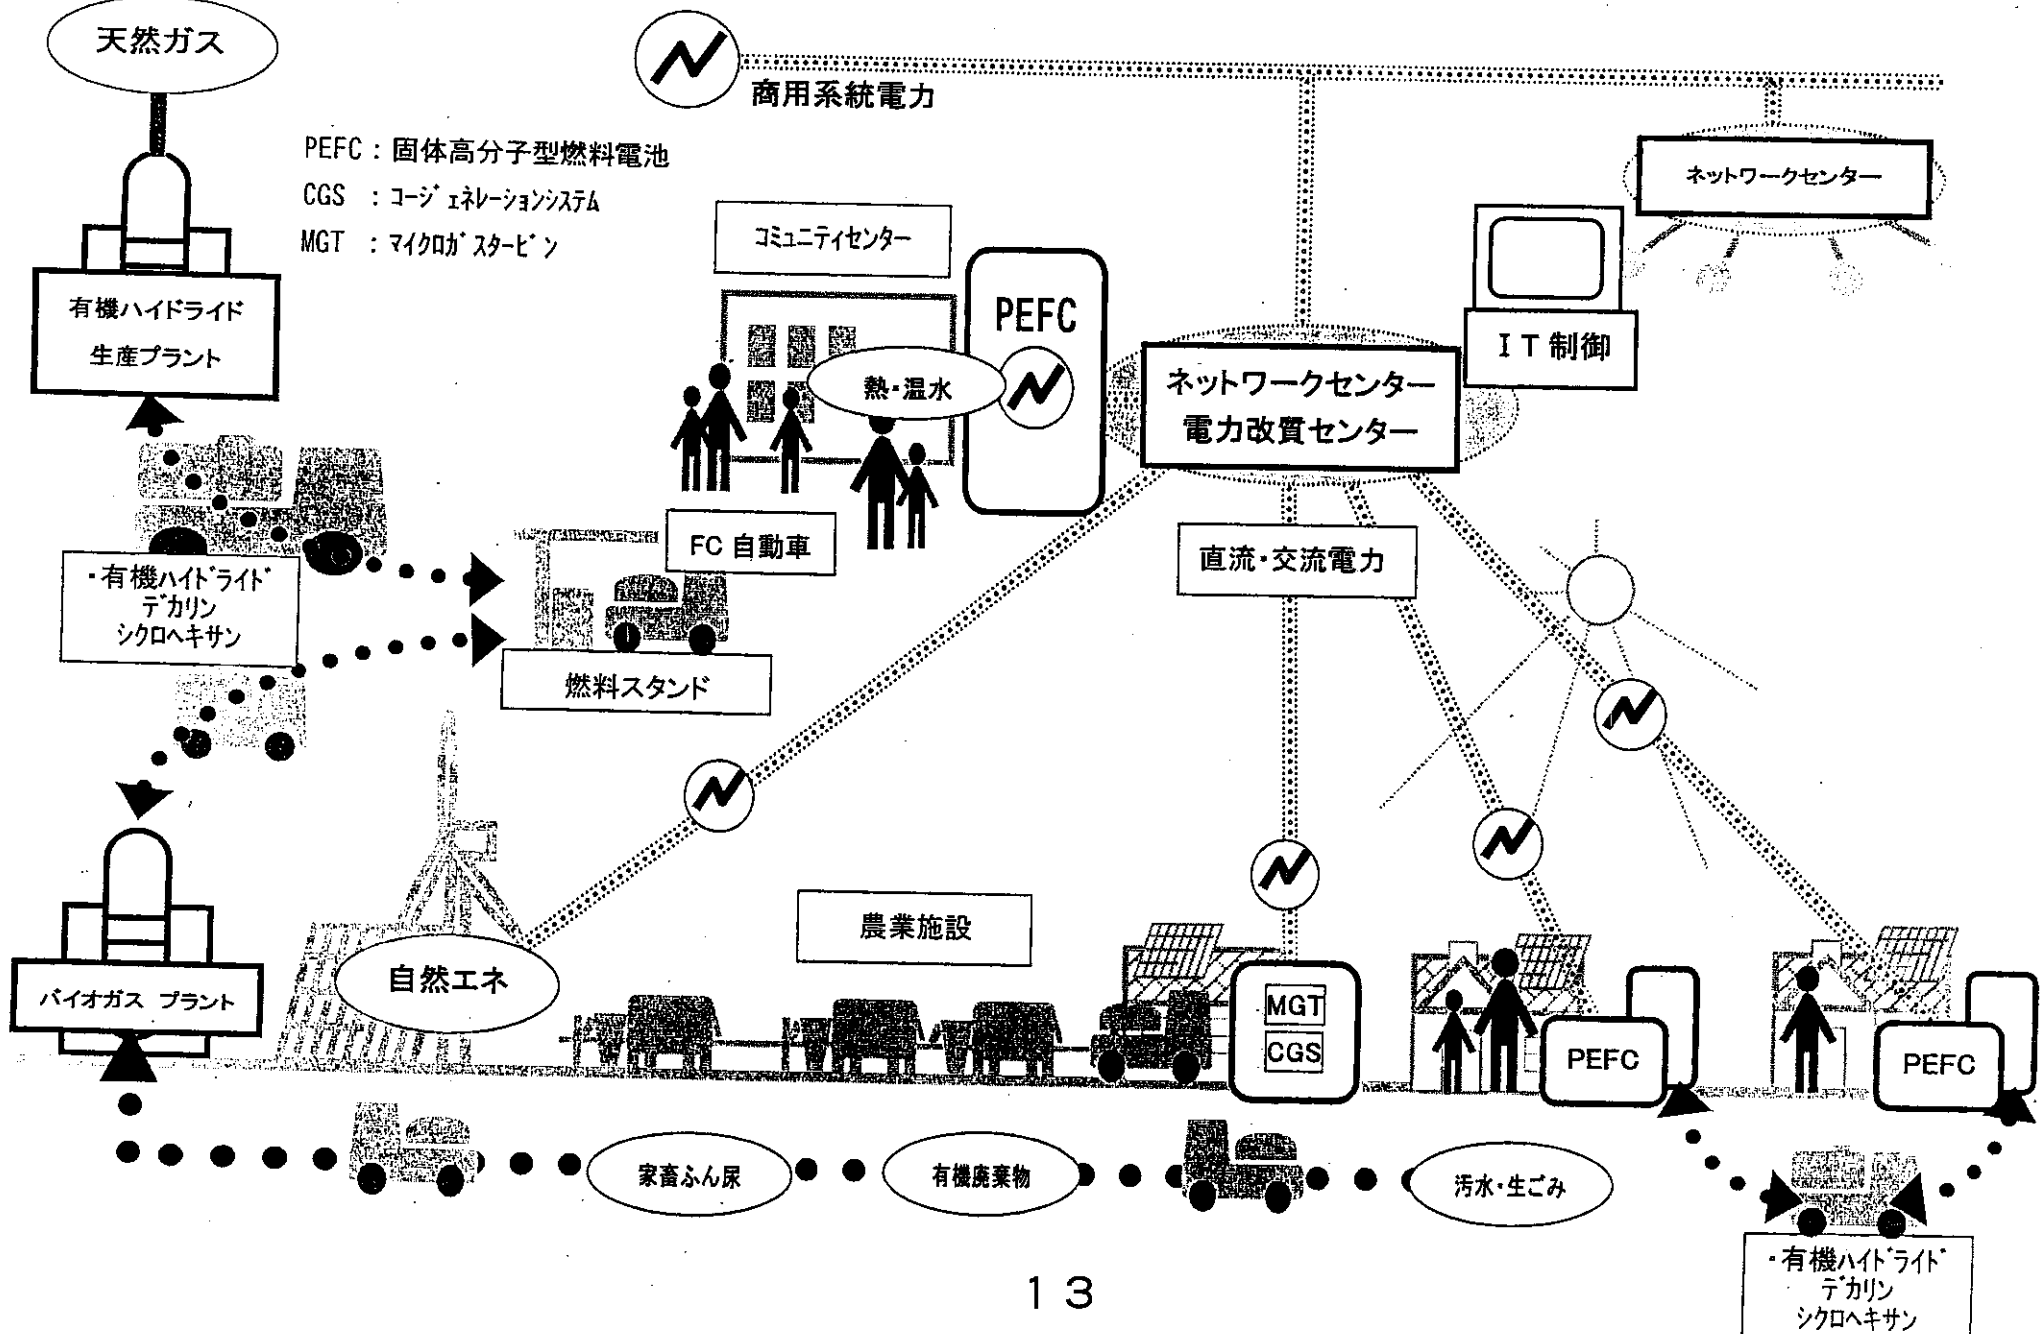 天然ガス
商用系統電力
PEFC：固体高分子型燃料電池
CGS ：コージェネレーションシステム
MGT ：マイクロガスタービン
ネットワークセンター
コミュニティセンター
有機ハイドライド
生産プラント
PEFC
IT制御
熱・温水
ネットワークセンター
電力改質センター
FC 自動車
直流・交流電力
・有機ハイドライド
デカリン
シクロヘキサン
燃料スタンド
農業施設
自然エネ
バイオガス プラント
MGT
CGS
PEFC
PEFC
家畜ふん尿
有機廃棄物
汚水・生ごみ
・有機ハイドライド
デカリン
シクロヘキサン
13